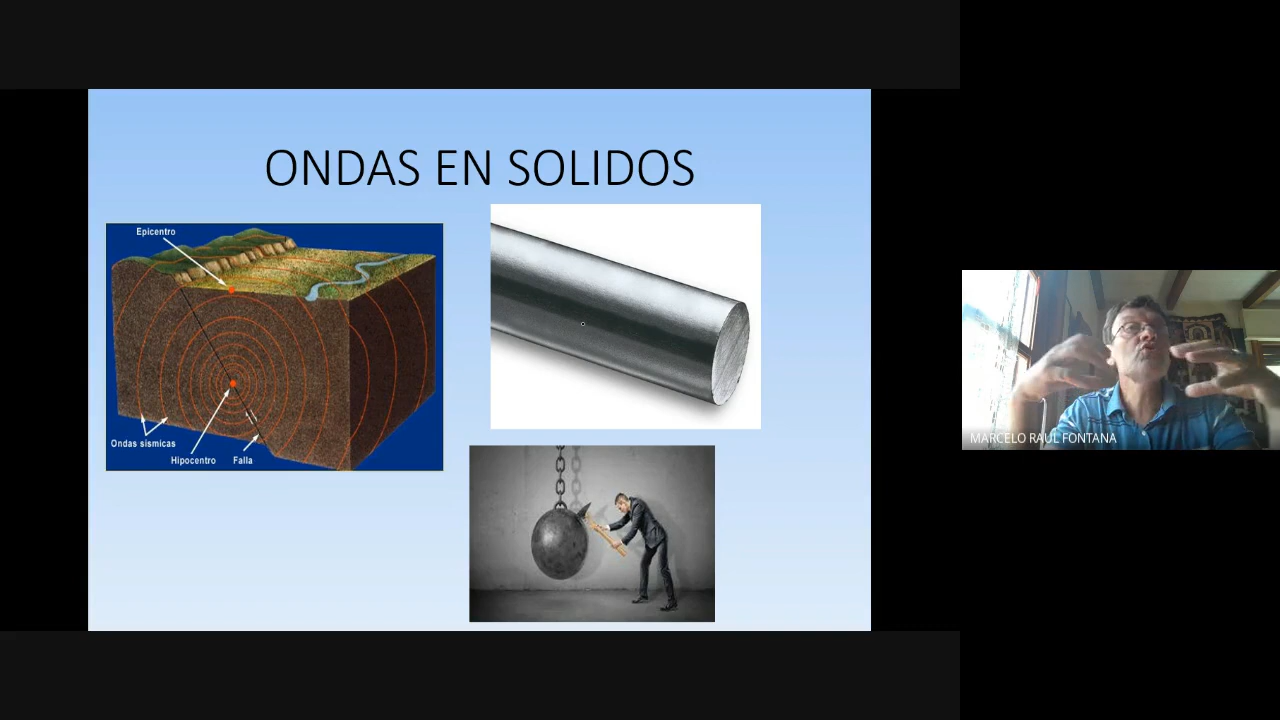 ONDAS EN SOLIDOS
Epicentro
Ondas sísmicas
Hipocentro
Falla
MARCELO RAUL FONTANA